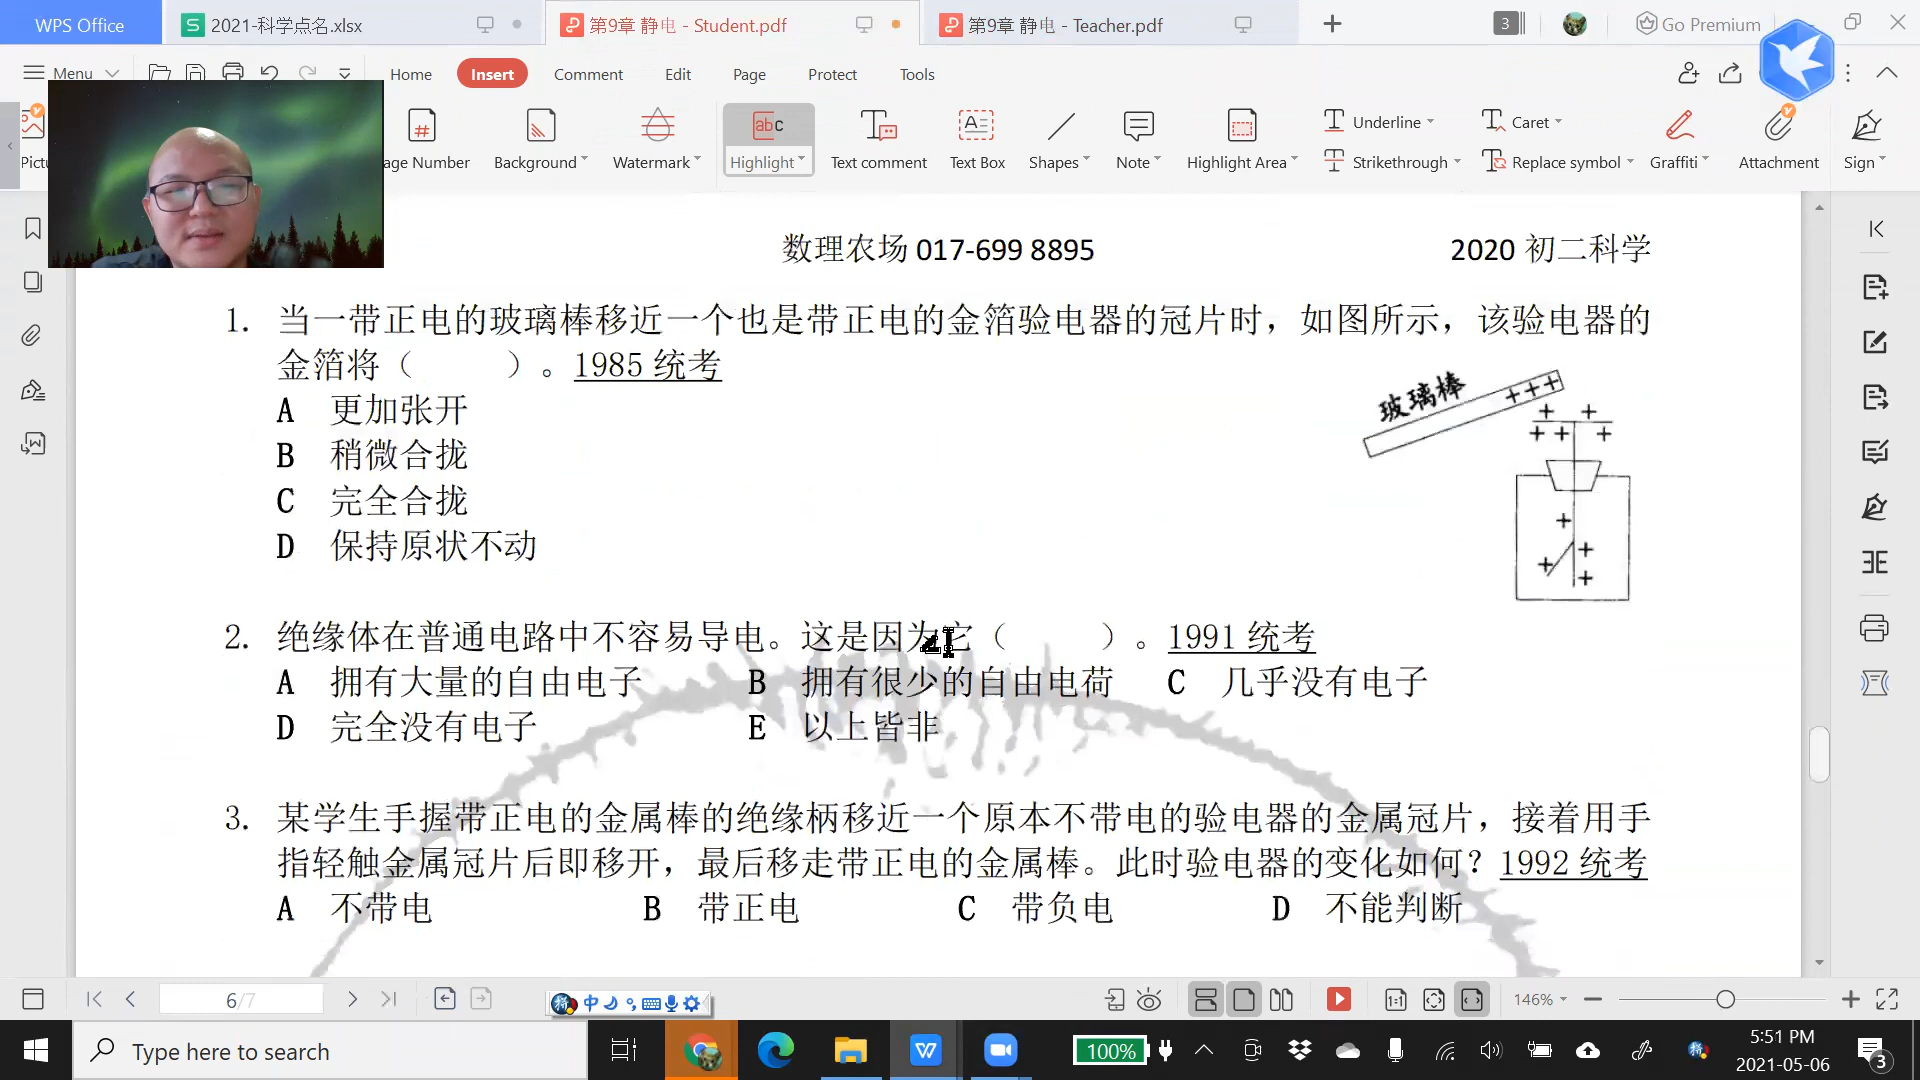 WPS Office
2021-科学点名.xlsx
第9章 静电 - Student.pdf
第9章 静电 - Teacher.pdf
3
Go Premium
Menu
Home
Insert
Comment
Edit
Page
Protect
Tools
Pictu
age Number
Background
Watermark
abc
Highlight
Text comment
Text Box
Shapes
Note
Highlight Area
Underline
Strikethrough
Caret
Replace symbol
Graffiti
Attachment
Sign
数理农场 017-699 8895
2020 初二科学
1. 当一带正电的玻璃棒移近一个也是带正电的金箔验电器的冠片时，如图所示，该验电器的
金箔将（ ）。1985 统考
A 更加张开
B 稍微合拢
C 完全合拢
D 保持原状不动
玻璃棒
+++
+ +
+ + +
+
+ +
+
2. 绝缘体在普通电路中不容易导电。这是因为它（ ）。1991 统考
A 拥有大量的自由电子 B 拥有很少的自由电荷 C 几乎没有电子
D 完全没有电子 E 以上皆非
3. 某学生手握带正电的金属棒的绝缘柄移近一个原本不带电的验电器的金属冠片，接着用手
指轻触金属冠片后即移开，最后移走带正电的金属棒。此时验电器的变化如何？1992 统考
A 不带电 B 带正电 C 带负电 D 不能判断
6/7
中
1:1
146%
Type here to search
100%
5:51 PM
2021-05-06
3